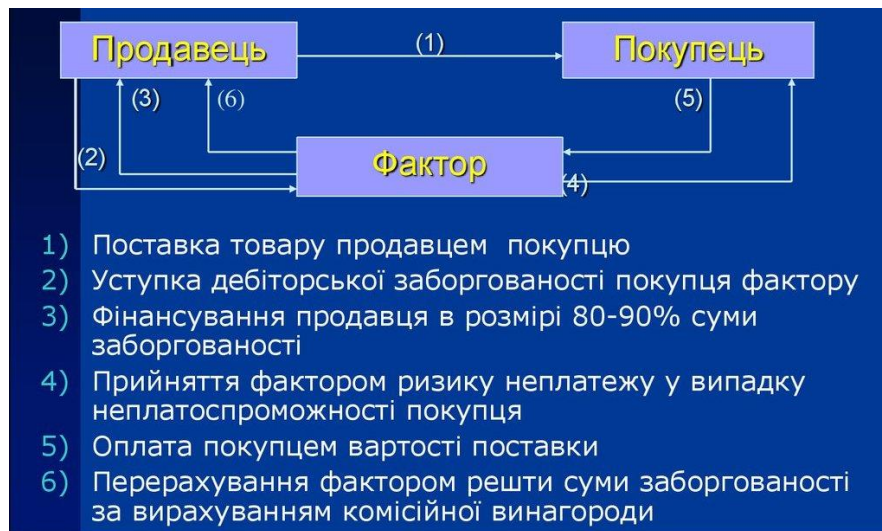 Продавець
(1)
Покупець
(3)
(6)
(5)
(2)
Фактор
(4)
1) Поставка товару продавцем покупцю
2) Уступка дебіторської заборгованості покупця фактору
3) Фінансування продавця в розмірі 80-90% суми
заборгованості
4) Прийняття фактором ризику неплатежу у випадку
неплатоспроможності покупця
5) Оплата покупцем вартості поставки
6) Перерахування фактором решти суми заборгованості
за вирахуванням комісійної винагороди